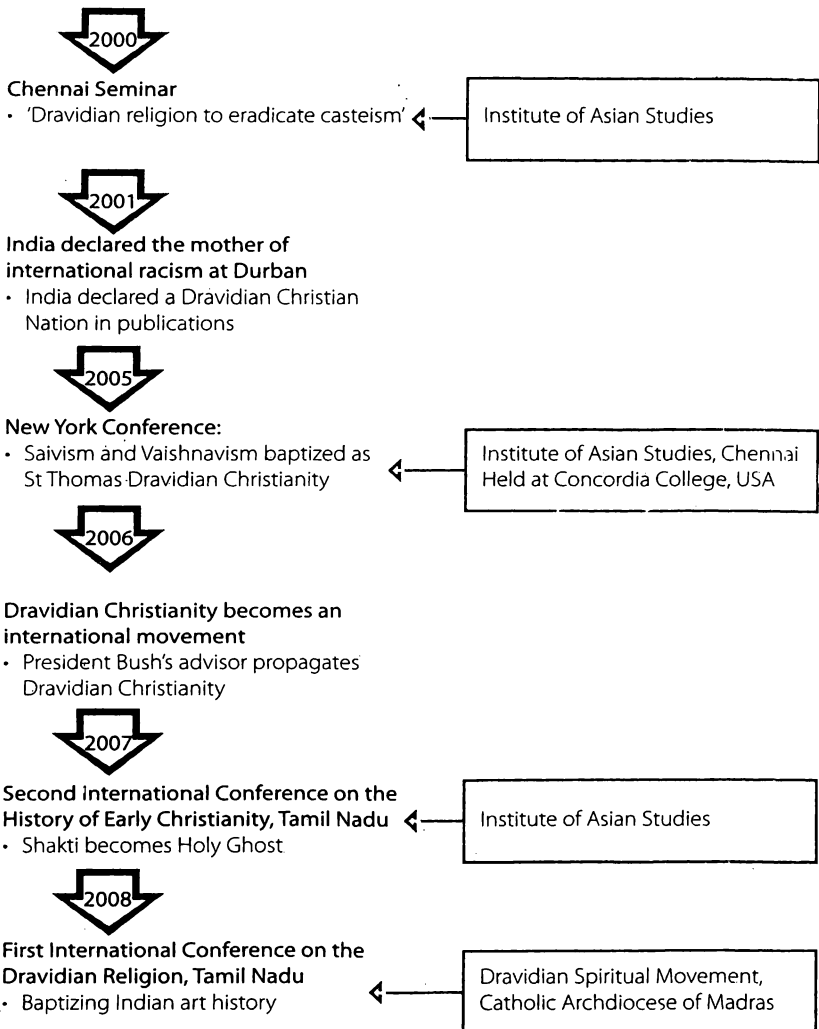 2000
Chennai Seminar
• 'Dravidian religion to eradicate casteism'
Institute of Asian Studies
2001
India declared the mother of
international racism at Durban
• India declared a Dravidian Christian
Nation in publications
2005
New York Conference:
• Saivism and Vaishnavism baptized as
St Thomas Dravidian Christianity
Institute of Asian Studies, Chennai
Held at Concordia College, USA
2006
Dravidian Christianity becomes an
international movement
• President Bush's advisor propagates
Dravidian Christianity
2007
Second International Conference on the
History of Early Christianity, Tamil Nadu
• Shakti becomes Holy Ghost
Institute of Asian Studies
2008
First International Conference on the
Dravidian Religion, Tamil Nadu
• Baptizing Indian art history
Dravidian Spiritual Movement,
Catholic Archdiocese of Madras